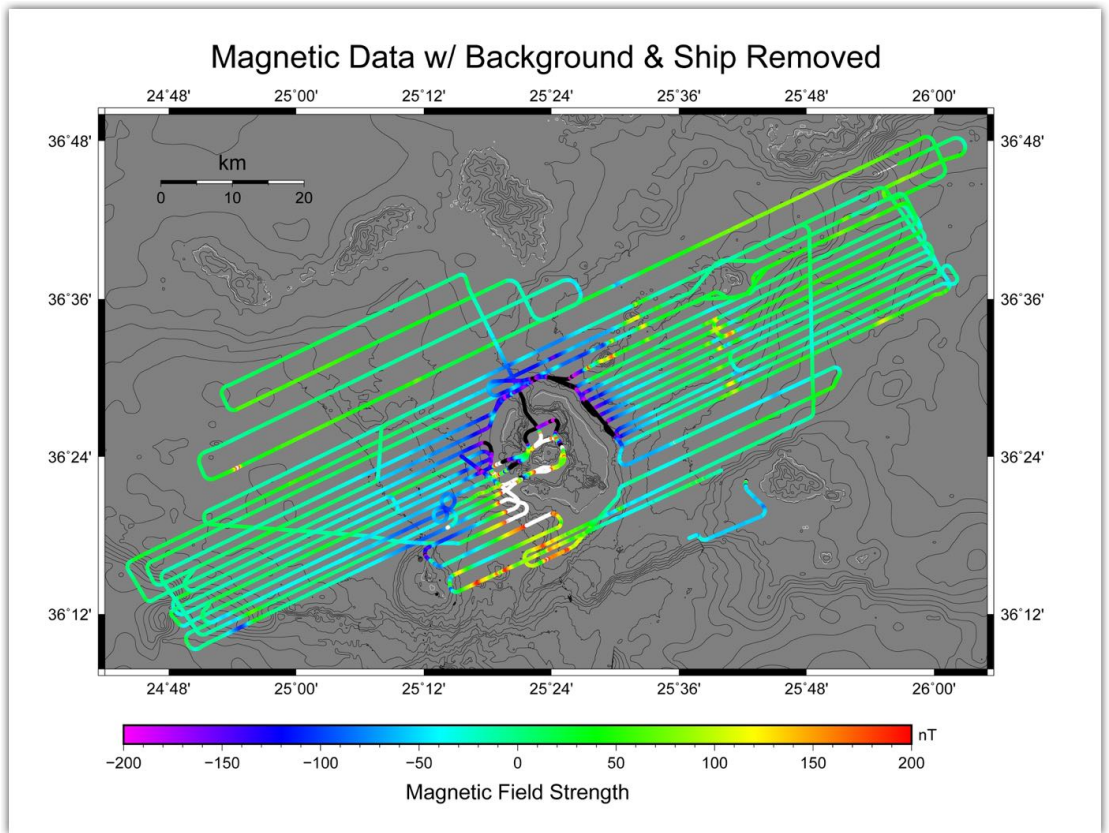 Magnetic Data w/ Background & Ship Removed
24˚48' 25˚00' 25˚12' 25˚24' 25˚36' 25˚48' 26˚00'
36˚48' 36˚48'
km
0 10 20
36˚36' 36˚36'
36˚24' 36˚24'
36˚12' 36˚12'
24˚48' 25˚00' 25˚12' 25˚24' 25˚36' 25˚48' 26˚00'
nT
−200 −150 −100 −50 0 50 100 150 200
Magnetic Field Strength